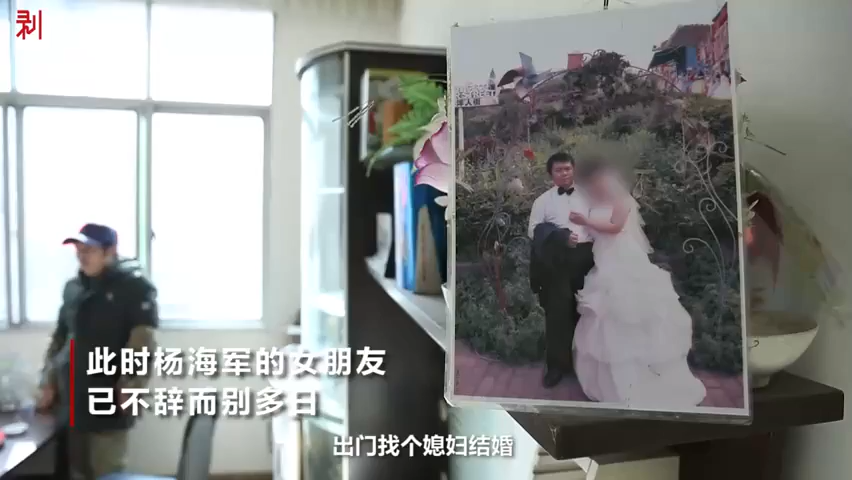 剥
此时杨海军的女朋友
已不辞而别多日
出门找个媳妇结婚